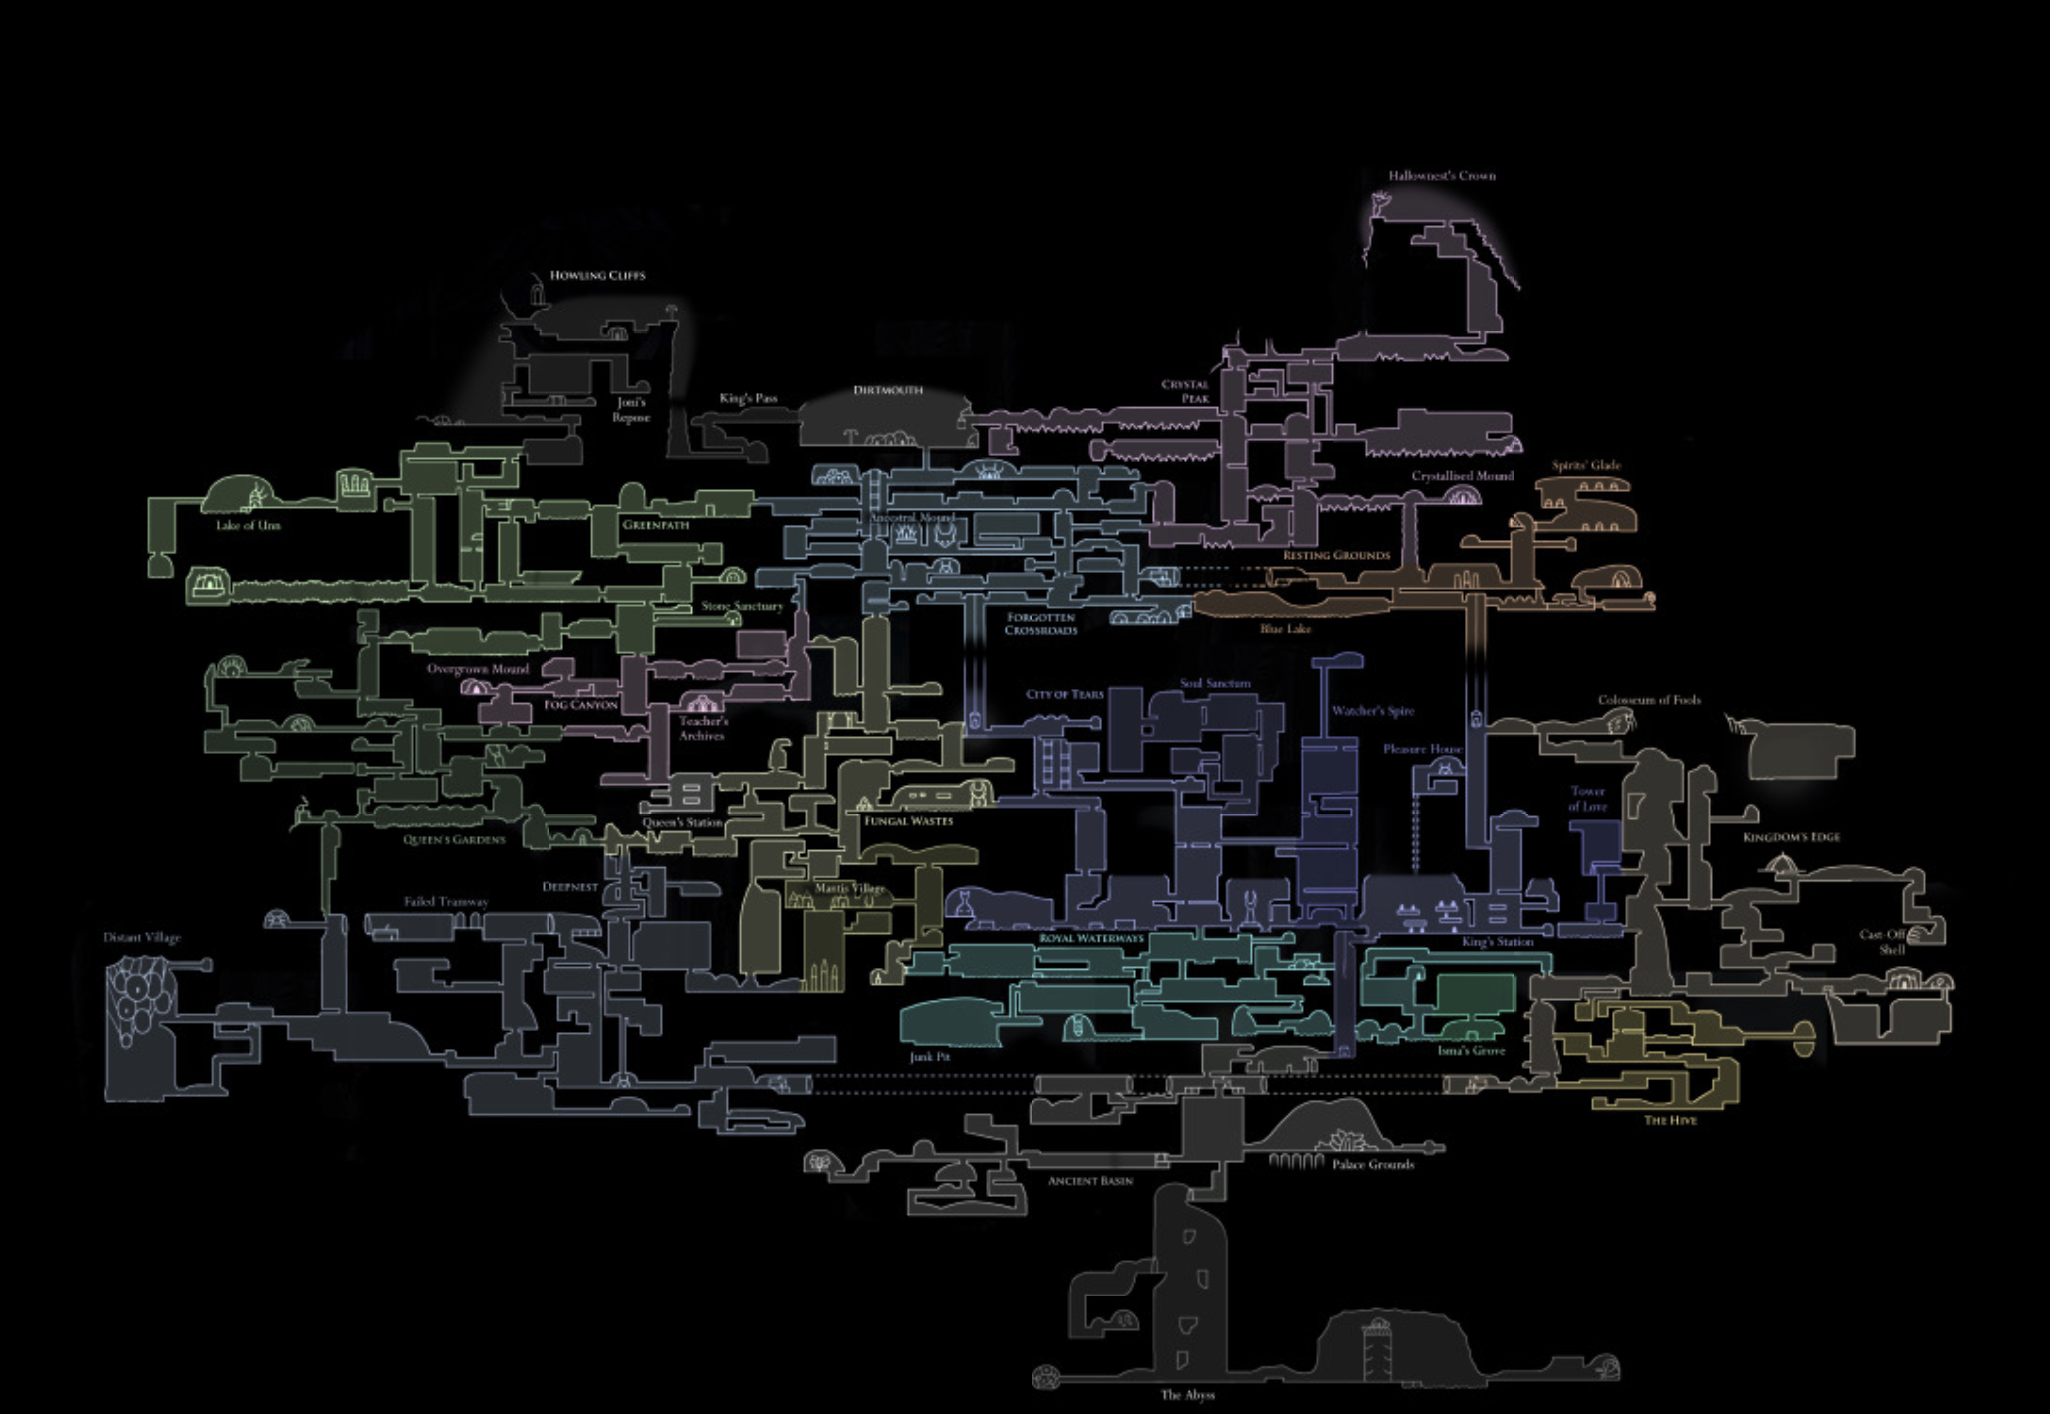 Hallownest's Crown
Howling Cliffs
Joni's
Repose
King's Pass
Dirtmouth
Crystal
Peak
Crystallised Mound
Spirits' Glade
Lake of Unn
Greenpath
Ancestral Mound
Resting Grounds
Stone Sanctuary
Forgotten
Crossroads
Blue Lake
Overgrown Mound
Fog Canyon
Teacher's
Archives
City of Tears
Soul Sanctum
Watcher's Spire
Colosseum of Fools
Pleasure House
Tower
of Love
Queen's Station
Fungal Wastes
Queen's Gardens
Kingdom's Edge
Deepnest
Mantis Village
Failed Tramway
Distant Village
Royal Waterways
King's Station
Cast-Off
Shell
Junk Pit
Isma's Grove
The Hive
Palace Grounds
Ancient Basin
The Abyss